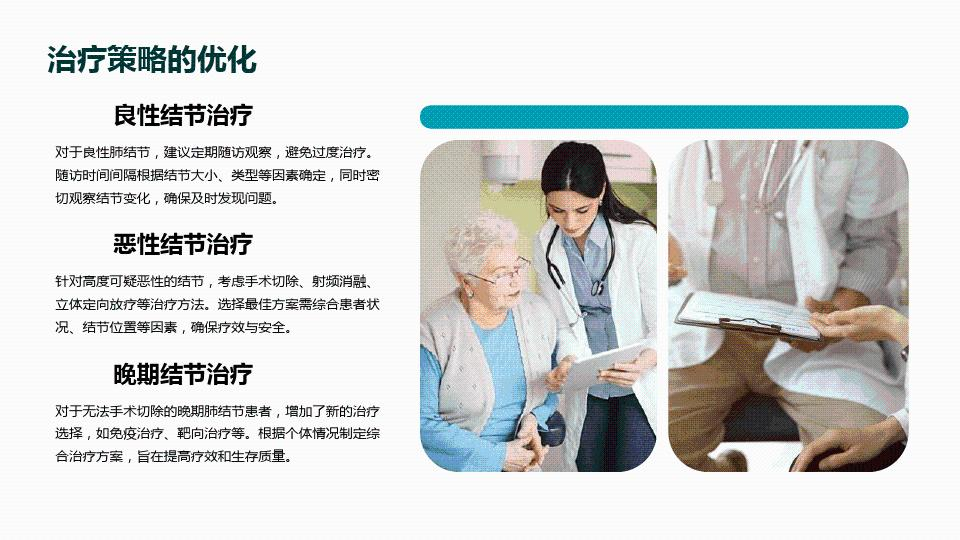 治疗策略的优化
良性结节治疗
对于良性肺结节，建议定期随访观察，避免过度治疗。
随访时间间隔根据结节大小、类型等因素确定，同时密
切观察结节变化，确保及时发现问题。
恶性结节治疗
针对高度可疑恶性的结节，考虑手术切除、射频消融、
立体定向放疗等治疗方法。选择最佳方案需综合患者状
况、结节位置等因素，确保疗效与安全。
晚期结节治疗
对于无法手术切除的晚期肺结节患者，增加了新的治疗
选择，如免疫治疗、靶向治疗等。根据个体情况制定综
合治疗方案，旨在提高疗效和生存质量。